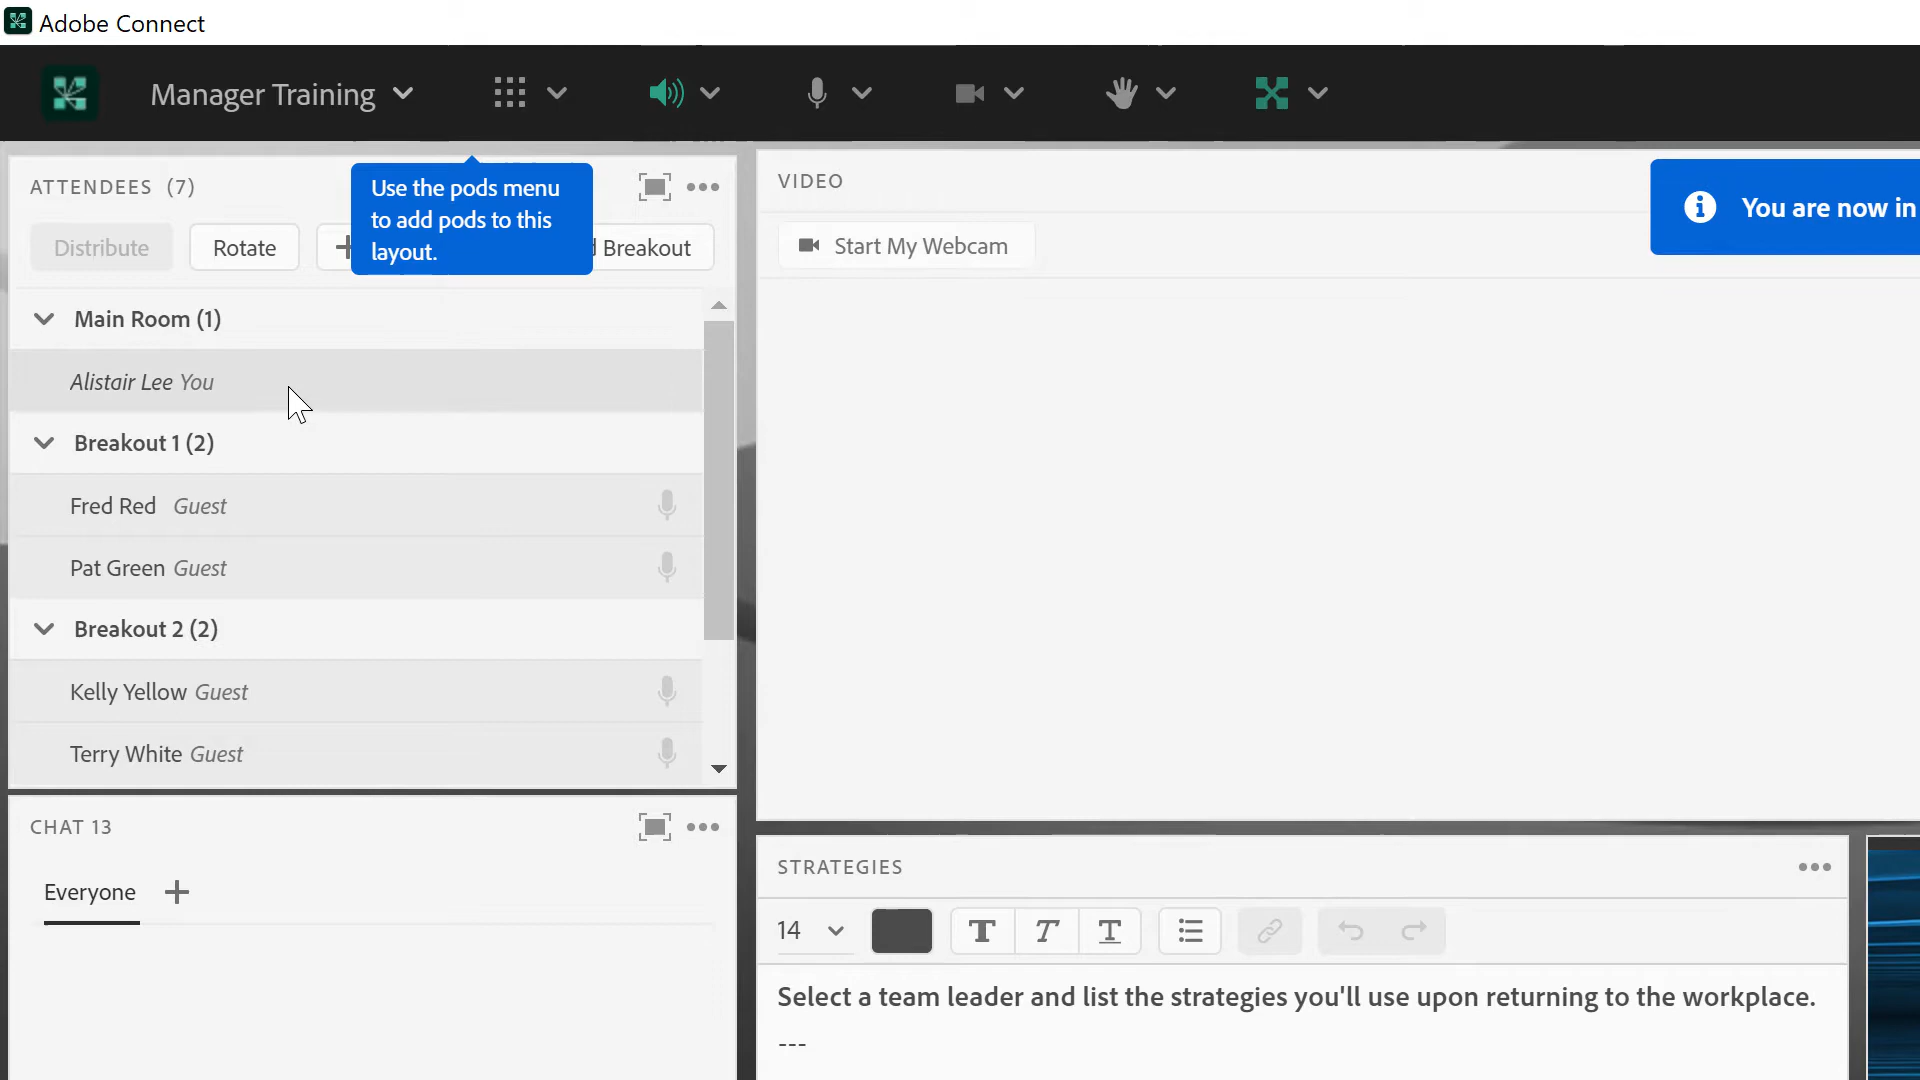 Adobe Connect
Manager Training
ATTENDEES (7)
Use the pods menu
to add pods to this
layout.
Distribute
Rotate
Breakout
Main Room (1)
Alistair Lee You
Breakout 1 (2)
Fred Red Guest
Pat Green Guest
Breakout 2 (2)
Kelly Yellow Guest
Terry White Guest
CHAT 13
Everyone
VIDEO
Start My Webcam
You are now in
STRATEGIES
14
T T T
Select a team leader and list the strategies you'll use upon returning to the workplace.
---